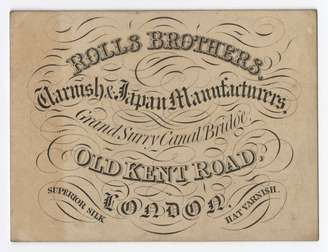 ROLLS BROTHERS,
Varnish & Japan Manufacturers,
Grand Surry Canal Bridge,
OLD KENT ROAD,
LONDON.
SUPERIOR SILK
HAT VARNISH.